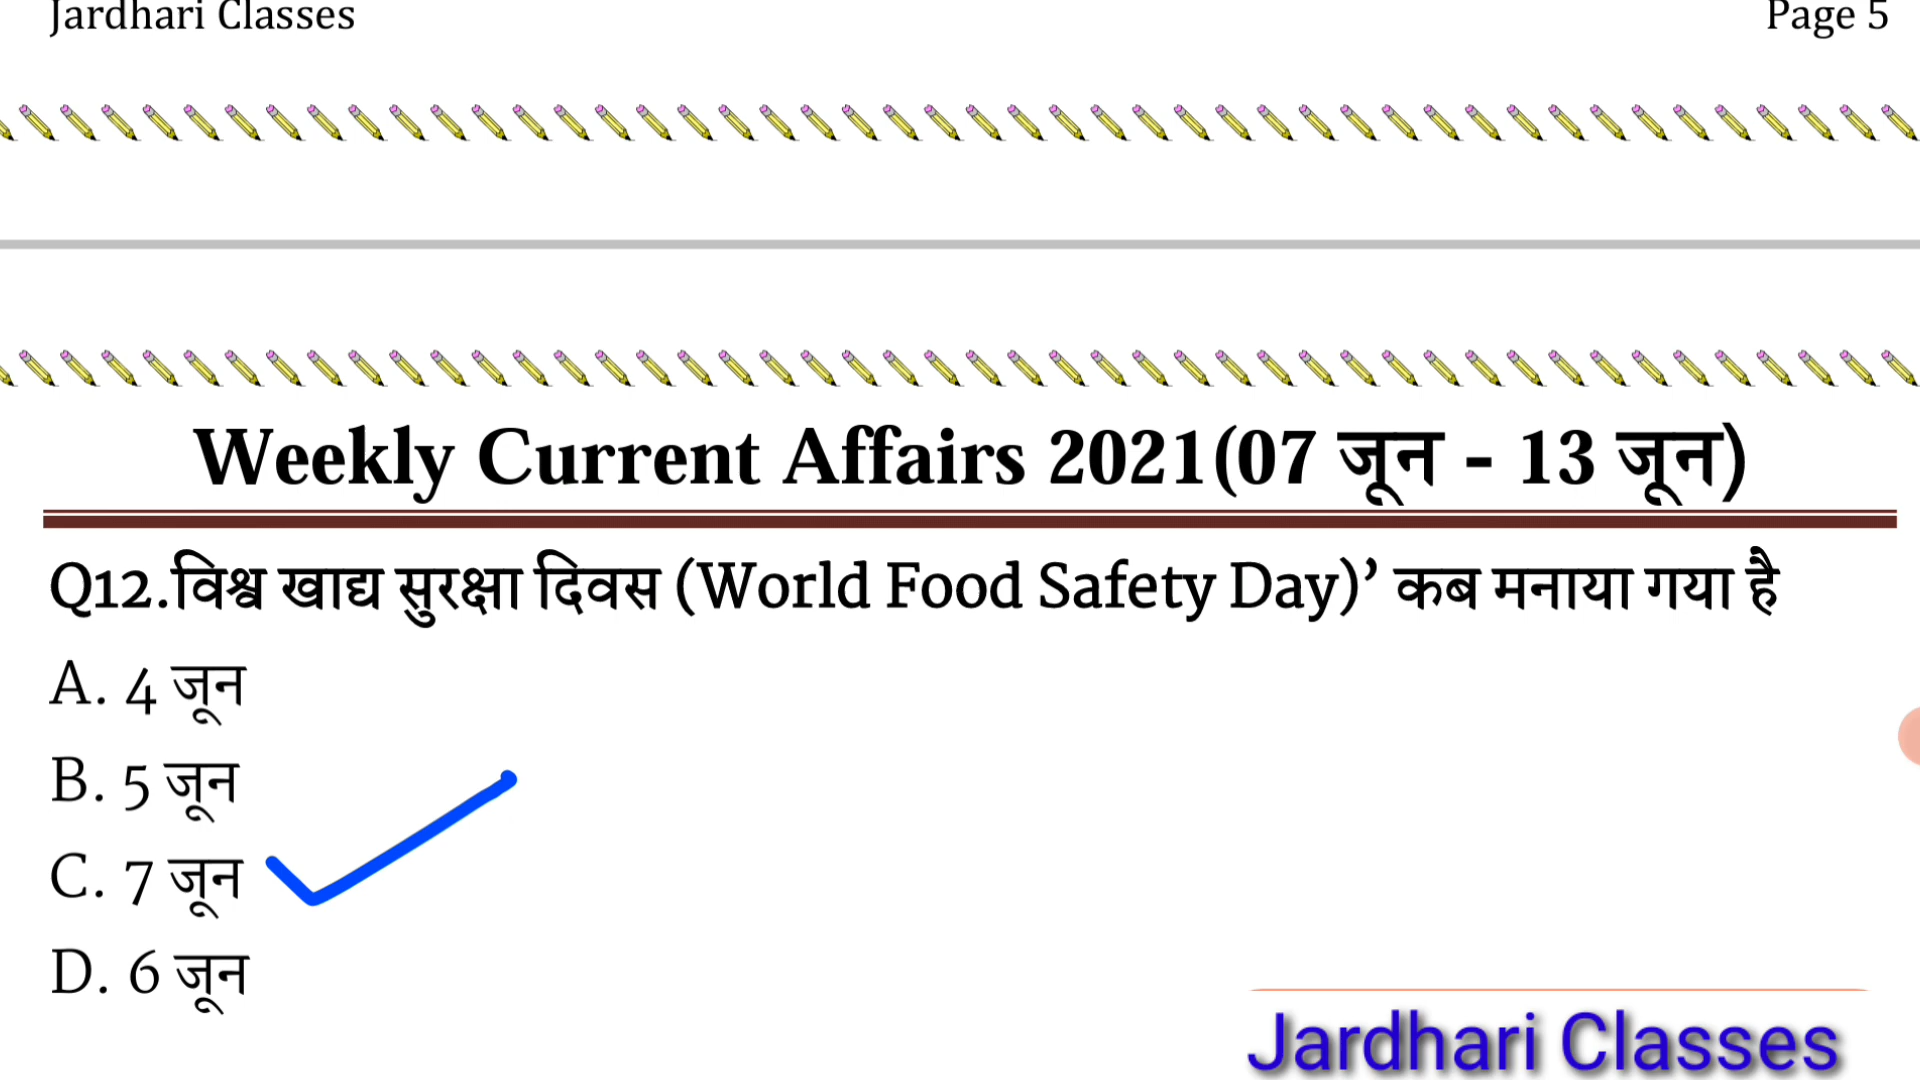 Jardhari Classes Page 5
Weekly Current Affairs 2021(07 जून - 13 जून)
Q12.विश्व खाद्य सुरक्षा दिवस (World Food Safety Day)’ कब मनाया गया है
A. 4 जून
B. 5 जून
C. 7 जून
D. 6 जून
Jardhari Classes